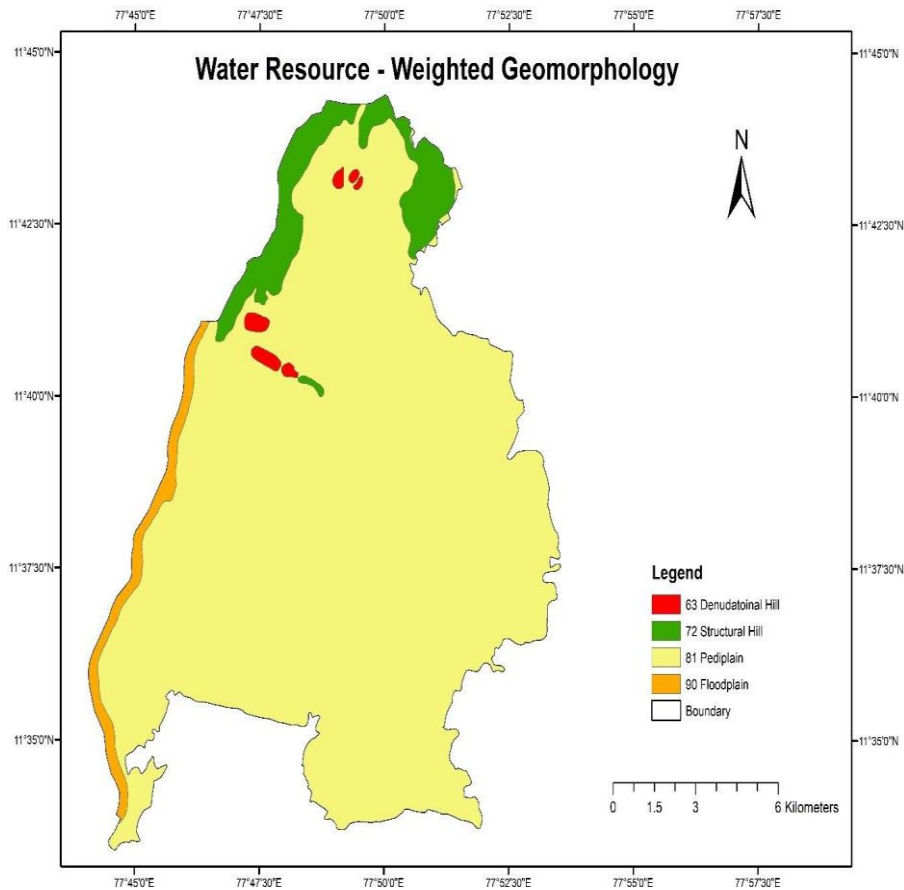 77°45'0"E 77°47'30"E 77°50'0"E 77°52'30"E 77°55'0"E 77°57'30"E
11°45'0"N 11°45'0"N
Water Resource - Weighted Geomorphology
N
11°42'30"N 11°42'30"N
11°40'0"N 11°40'0"N
11°37'30"N 11°37'30"N
Legend
63 Denudatoinal Hill
72 Structural Hill
81 Pediplain
90 Floodplain
Boundary
11°35'0"N 11°35'0"N
0 1.5 3 6 Kilometers
77°45'0"E 77°47'30"E 77°50'0"E 77°52'30"E 77°55'0"E 77°57'30"E